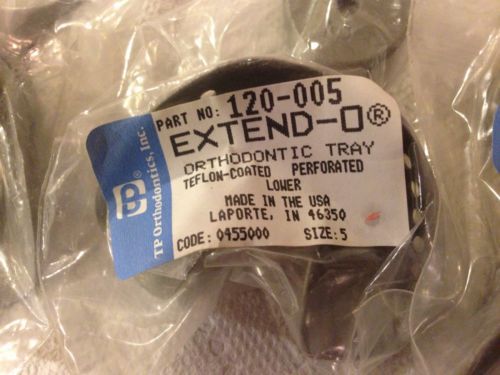 PART NO: 120-005
EXTEND-O®
ORTHODONTIC TRAY
TEFLON-COATED PERFORATED
LOWER
MADE IN THE USA
LAPORTE, IN 46350
CODE: 0455000 SIZE: 5
TP Orthodontics, Inc.